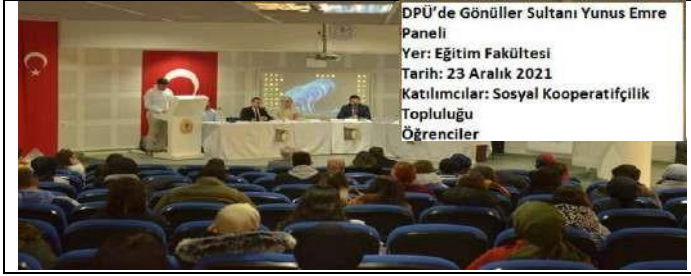 DPÜ’de Gönüller Sultanı Yunus Emre
Paneli
Yer: Eğitim Fakültesi
Tarih: 23 Aralık 2021
Katılımcılar: Sosyal Kooperatifçilik
Topluluğu
Öğrenciler